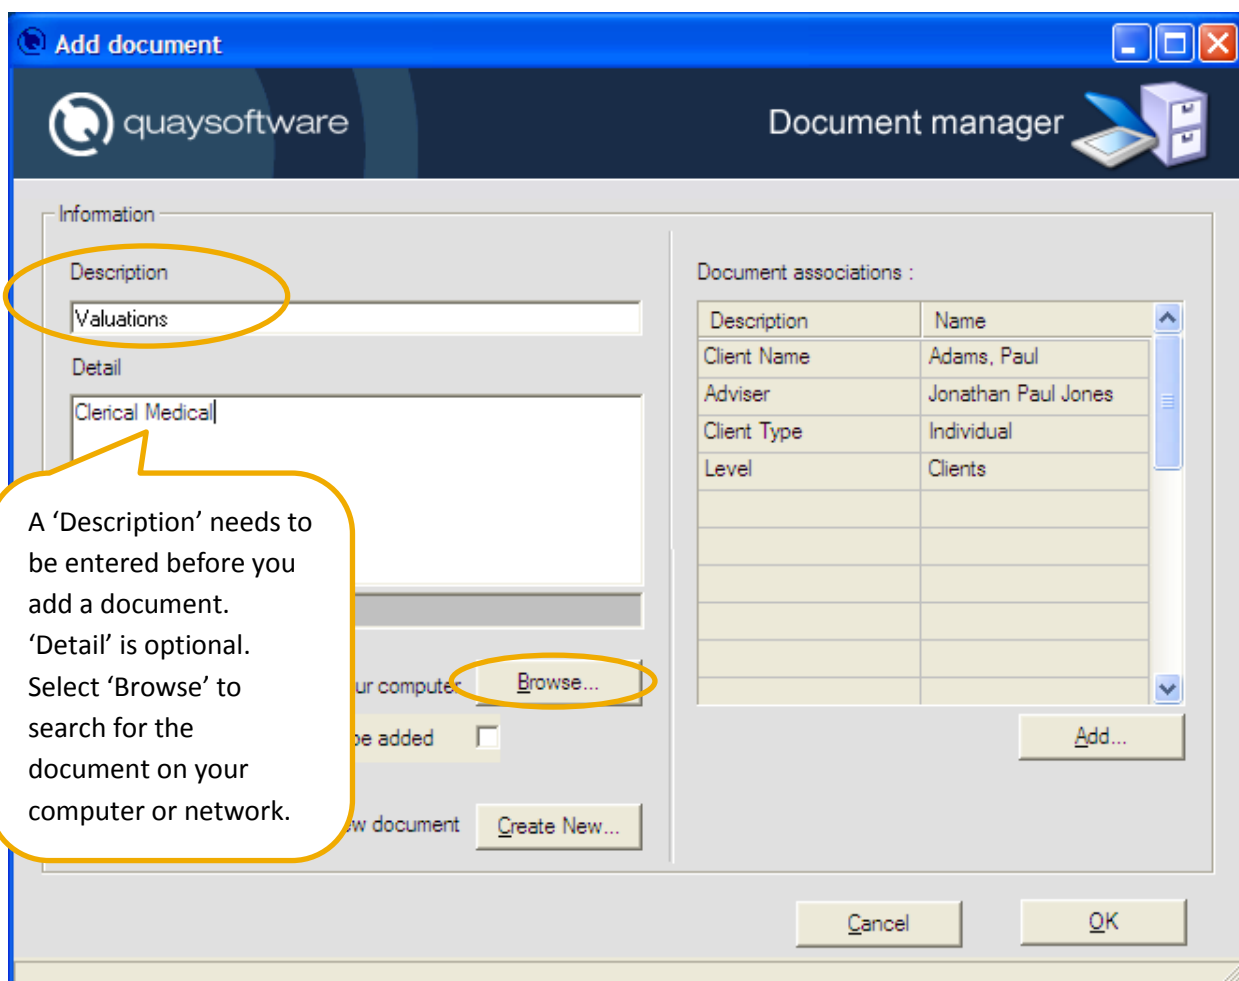 Add document
quaysoftware
Document manager
Information
Description
Valuations
Detail
Clerical Medical
A ‘Description’ needs to
be entered before you
add a document.
‘Detail’ is optional.
Select ‘Browse’ to
search for the
document on your
computer or network.
computer
Browse...
be added
document
Create New...
Document associations :
Description Name
Client Name Adams, Paul
Adviser Jonathan Paul Jones
Client Type Individual
Level Clients
Add...
Cancel
OK